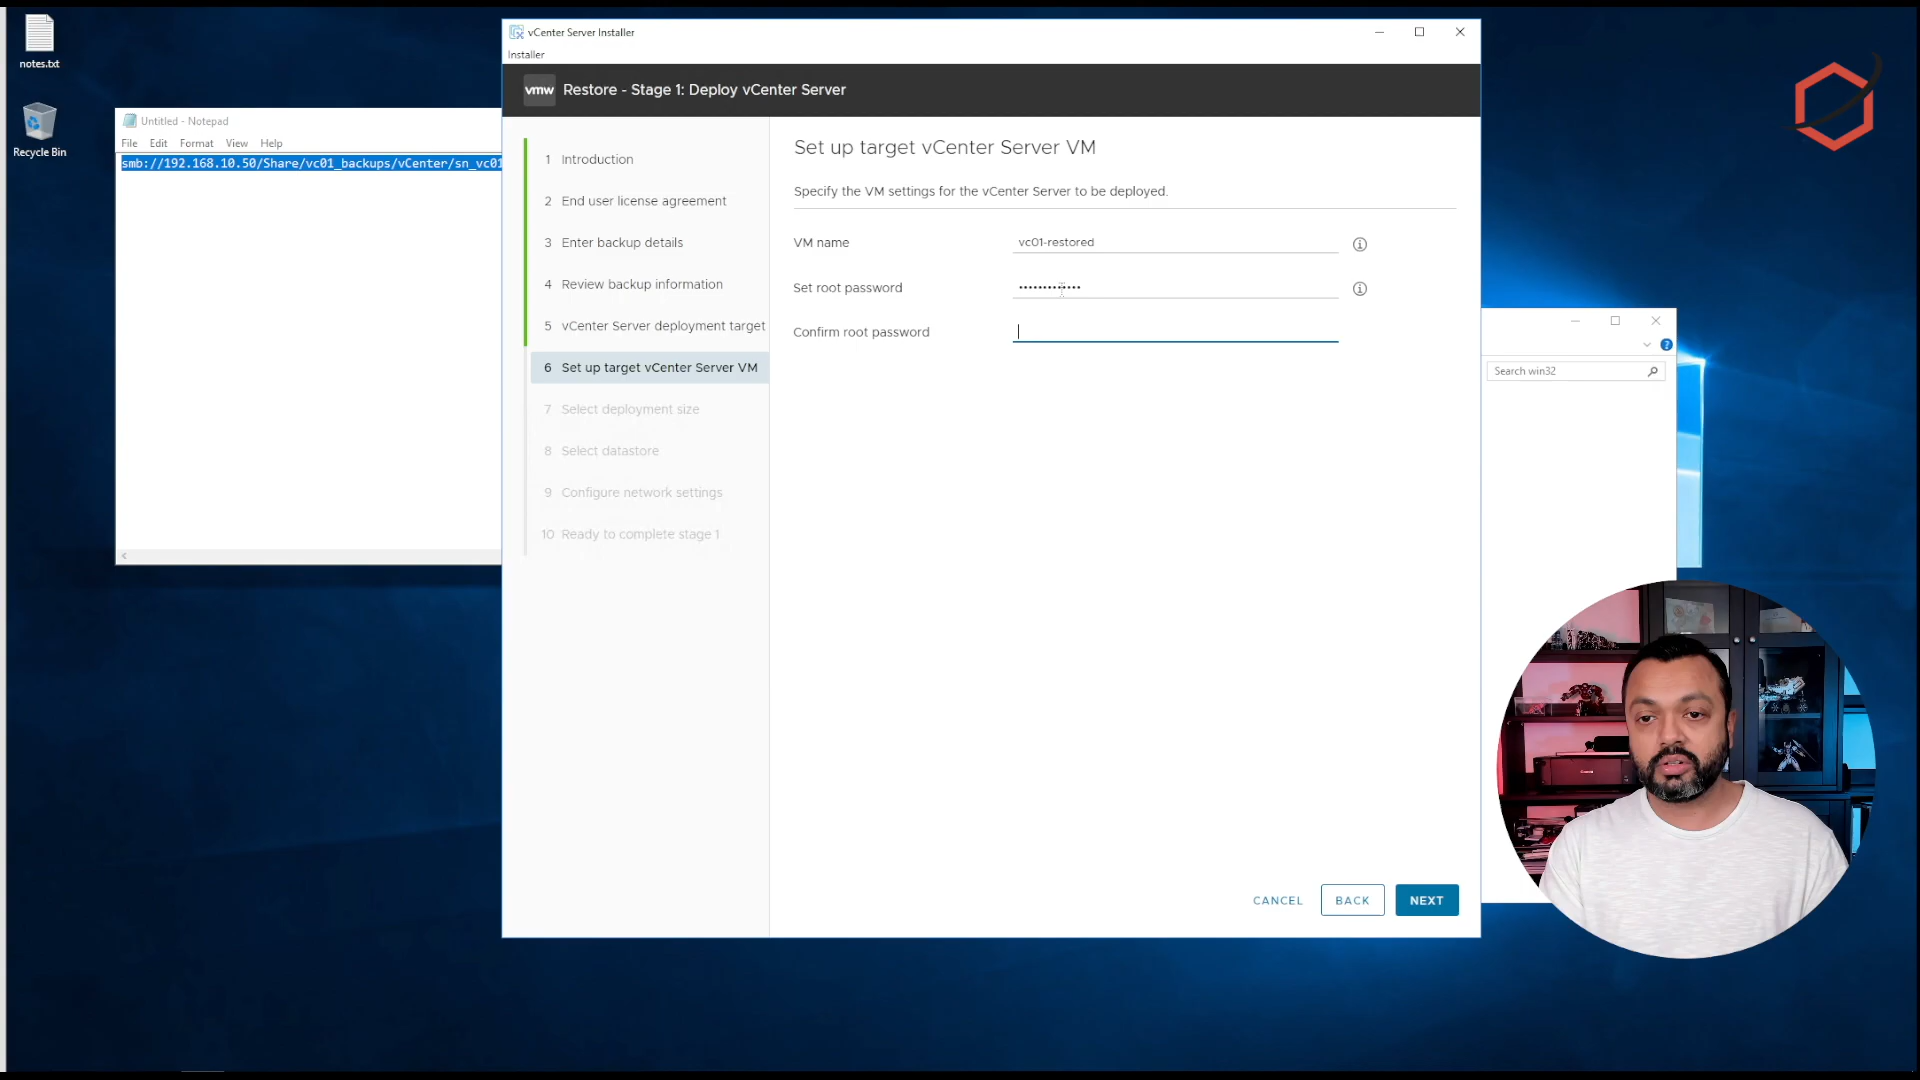 notes.txt
Recycle Bin
Untitled - Notepad
File Edit Format View Help
smb://192.168.10.50/Share/vc01_backups/vCenter/sn_vc01
vCenter Server Installer
Installer
vmw Restore - Stage 1: Deploy vCenter Server
1 Introduction
2 End user license agreement
3 Enter backup details
4 Review backup information
5 vCenter Server deployment target
6 Set up target vCenter Server VM
7 Select deployment size
8 Select datastore
9 Configure network settings
10 Ready to complete stage 1
Set up target vCenter Server VM
Specify the VM settings for the vCenter Server to be deployed.
VM name vc01-restored
Set root password
Confirm root password
CANCEL BACK NEXT
Search win32